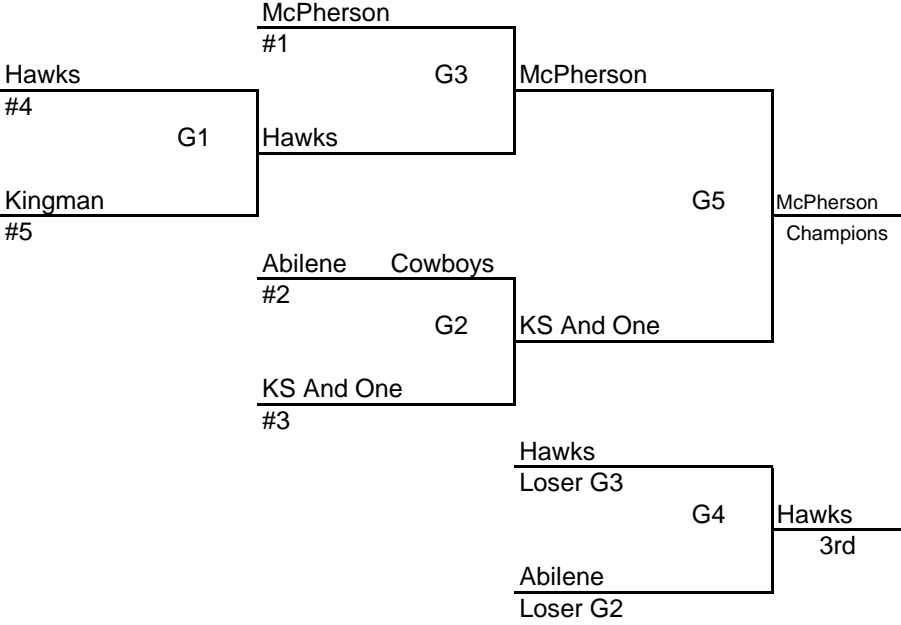 McPherson
#1
G3
McPherson
Hawks
#4
G1
Hawks
Kingman
#5
G5
McPherson
Champions
Abilene Cowboys
#2
G2
KS And One
KS And One
#3
Hawks
Loser G3
G4
Hawks
3rd
Abilene
Loser G2